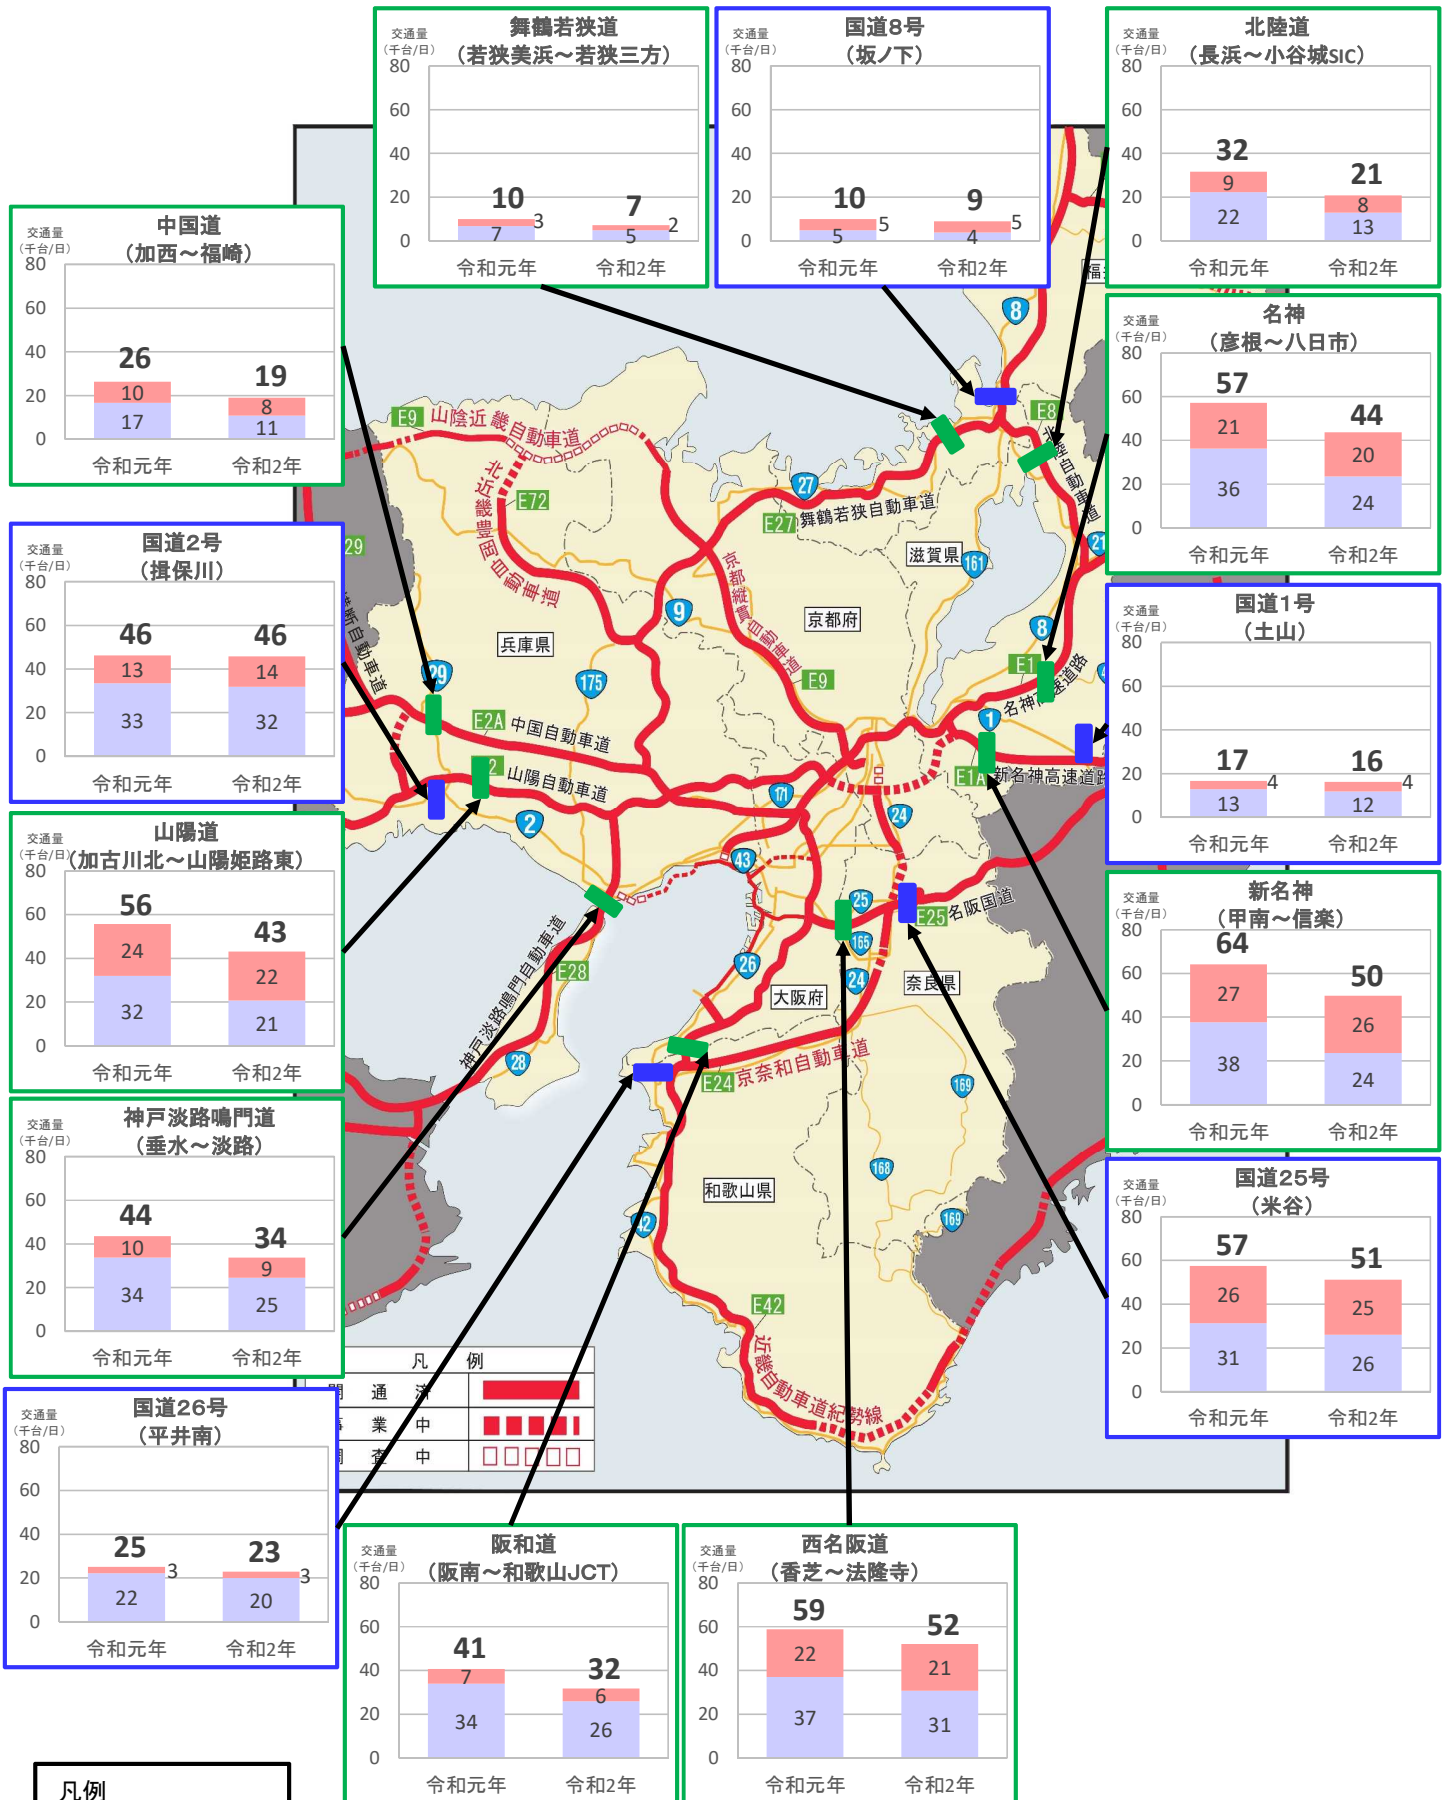 交通量
(千台/日)
舞鶴若狭道
(若狭美浜～若狭三方)
80
60
40
20
0
10
3
7
7
2
5
令和元年
令和2年
交通量
(千台/日)
国道8号
(坂ノ下)
80
60
40
20
0
10
5
5
9
5
4
令和元年
令和2年
交通量
(千台/日)
北陸道
(長浜～小谷城SIC)
80
60
40
20
0
32
9
22
21
8
13
令和元年
令和2年
交通量
(千台/日)
中国道
(加西～福崎)
80
60
40
20
0
26
10
17
19
8
11
令和元年
令和2年
交通量
(千台/日)
名神
(彦根～八日市)
80
60
40
20
0
57
21
36
44
20
24
令和元年
令和2年
交通量
(千台/日)
国道2号
(揖保川)
80
60
40
20
0
46
13
33
46
14
32
令和元年
令和2年
交通量
(千台/日)
国道1号
(土山)
80
60
40
20
0
17
4
13
16
4
12
令和元年
令和2年
交通量
(千台/日)
山陽道
(加古川北～山陽姫路東)
80
60
40
20
0
56
24
32
43
22
21
令和元年
令和2年
交通量
(千台/日)
新名神
(甲南～信楽)
80
60
40
20
0
64
27
38
50
26
24
令和元年
令和2年
交通量
(千台/日)
神戸淡路鳴門道
(垂水～淡路)
80
60
40
20
0
44
10
34
34
9
25
令和元年
令和2年
交通量
(千台/日)
国道25号
(米谷)
80
60
40
20
0
57
26
31
51
25
26
令和元年
令和2年
交通量
(千台/日)
国道26号
(平井南)
80
60
40
20
0
25
3
22
23
3
20
令和元年
令和2年
交通量
(千台/日)
阪和道
(阪南～和歌山JCT)
80
60
40
20
0
41
7
34
32
6
26
令和元年
令和2年
交通量
(千台/日)
西名阪道
(香芝～法隆寺)
80
60
40
20
0
59
22
37
52
21
31
令和元年
令和2年
福
8
E8
北陸自動車道
E9
山陰近畿自動車道
北近畿豊岡自動車道
E72
27
E27
舞鶴若狭自動車道
滋賀県
161
21
29
京都縦貫自動車道
9
京都府
8
兵庫県
E1
名神高速道路
横断自動車道
29
175
E9
E2A
中国自動車道
1
2
山陽自動車道
E1A
新名神高速道路
171
2
24
43
25
E25
名阪国道
165
神戸淡路鳴門自動車道
E28
26
24
大阪府
奈良県
28
E24
京奈和自動車道
169
168
和歌山県
42
169
E42
近畿自動車道紀勢線
凡 例
開 通 済
事 業 中
調 査 中
凡例